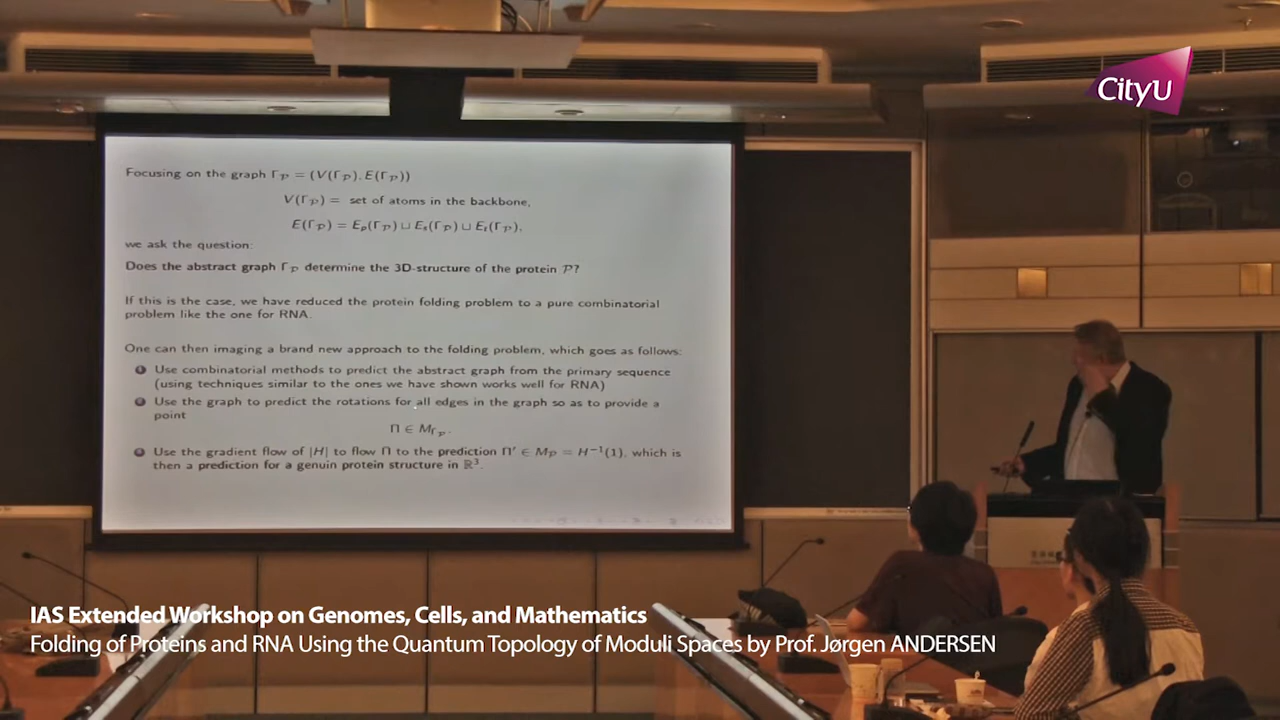 CityU
Focusing on the graph Γ𝒫 = (V(Γ𝒫), E(Γ𝒫))
V(Γ𝒫) = set of atoms in the backbone,
E(Γ𝒫) = Eₚ(Γ𝒫) ⊔ Eₛ(Γ𝒫) ⊔ Eₜ(Γ𝒫),
we ask the question:
Does the abstract graph Γ𝒫 determine the 3D-structure of the protein 𝒫?
If this is the case, we have reduced the protein folding problem to a pure combinatorial
problem like the one for RNA.
One can then imaging a brand new approach to the folding problem, which goes as follows:
Use combinatorial methods to predict the abstract graph from the primary sequence
(using techniques similar to the ones we have shown works well for RNA)
Use the graph to predict the rotations for all edges in the graph so as to provide a
point
Π ∈ M_Γ𝒫.
Use the gradient flow of |H| to flow Π to the prediction Π′ ∈ M𝒫 = H⁻¹(1), which is
then a prediction for a genuin protein structure in ℝ³.
IAS Extended Workshop on Genomes, Cells, and Mathematics
Folding of Proteins and RNA Using the Quantum Topology of Moduli Spaces by Prof. Jørgen ANDERSEN